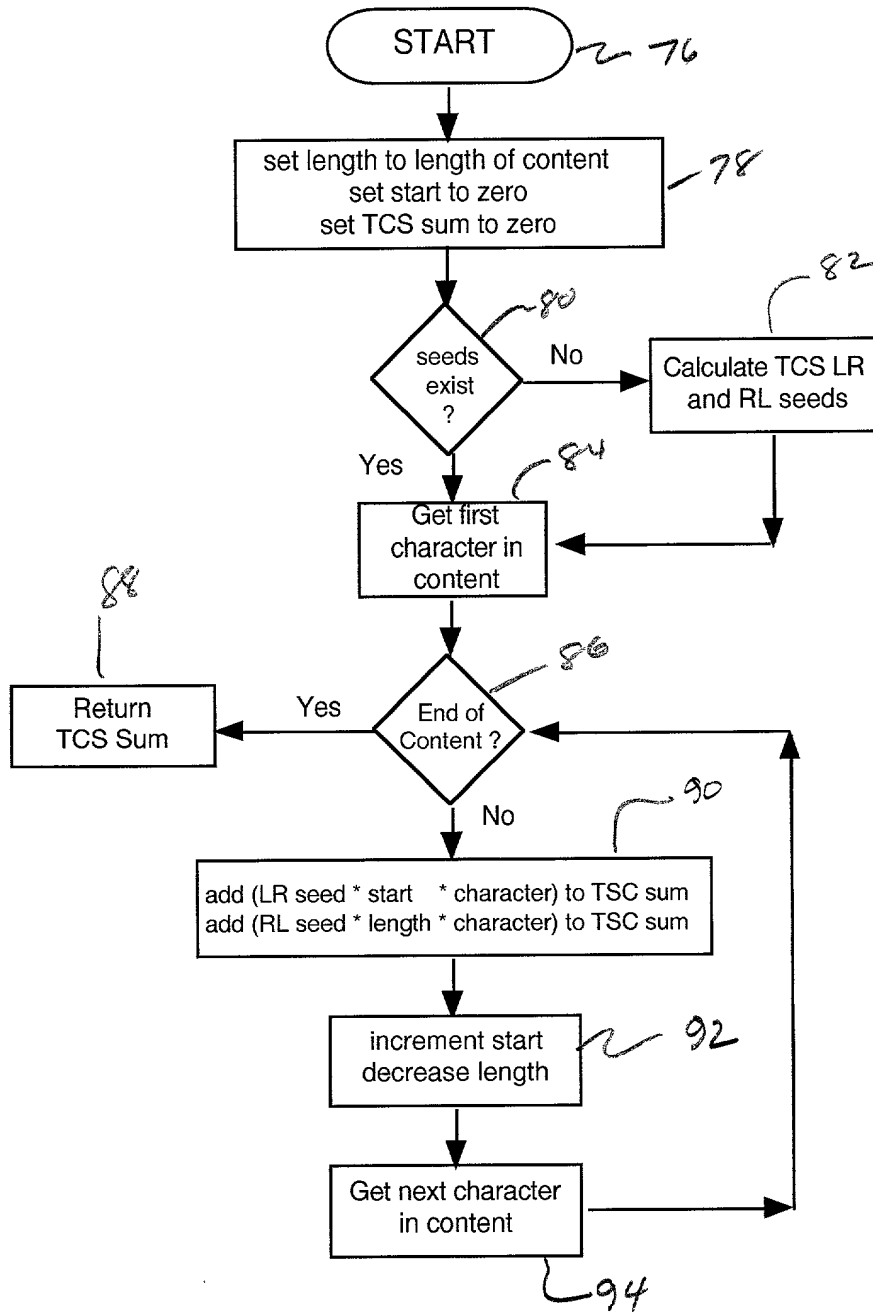 START
76
set length to length of content
set start to zero
set TCS sum to zero
78
80
seeds
exist
?
No
82
Calculate TCS LR
and RL seeds
Yes
84
Get first
character in
content
88
86
Return
TCS Sum
Yes
End of
Content ?
No
90
add (LR seed * start * character) to TSC sum
add (RL seed * length * character) to TSC sum
increment start
decrease length
92
Get next character
in content
94